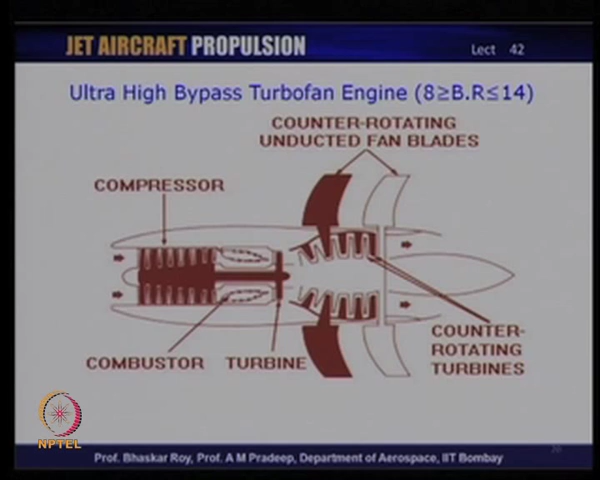 JET AIRCRAFT PROPULSION
Lect 42
Ultra High Bypass Turbofan Engine (8≥B.R≤14)
COUNTER-ROTATING
UNDUCTED FAN BLADES
COMPRESSOR
COMBUSTOR
TURBINE
COUNTER-
ROTATING
TURBINES
NPTEL
Prof. Bhaskar Roy, Prof. A M Pradeep, Department of Aerospace, IIT Bombay